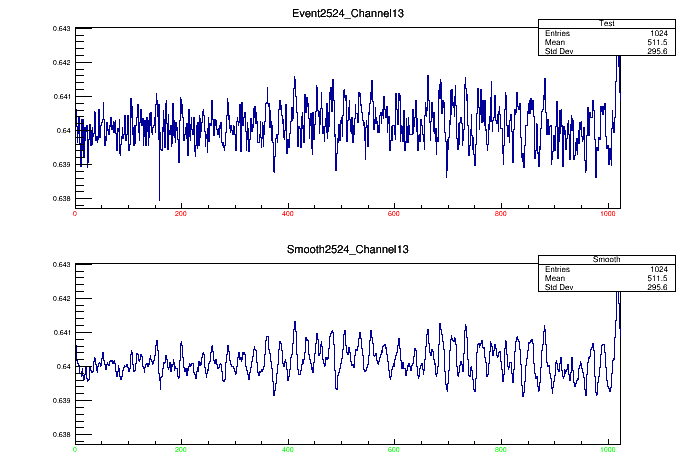 Event2524_Channel13
Test
Entries 1024
Mean 511.5
Std Dev 295.6
0.643
0.642
0.641
0.64
0.639
0.638
0 200 400 600 800 1000
Smooth2524_Channel13
Smooth
Entries 1024
Mean 511.5
Std Dev 295.6
0.643
0.642
0.641
0.64
0.639
0.638
0 200 400 600 800 1000